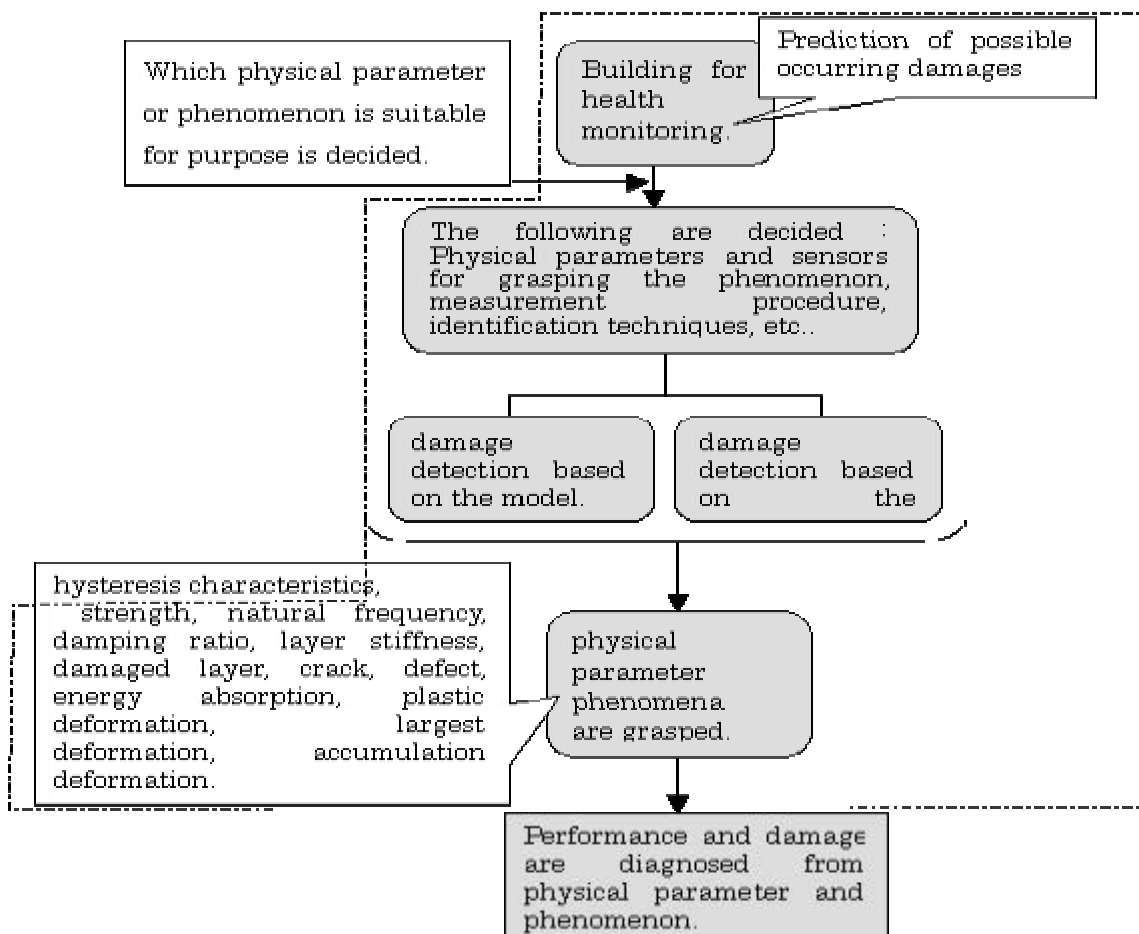 Which physical parameter
or phenomenon is suitable
for purpose is decided.
Building for
health
monitoring.
Prediction of possible
occurring damages
The following are decided :
Physical parameters and sensors
for grasping the phenomenon,
measurement procedure,
identification techniques, etc..
damage
detection based
on the model.
damage
detection based
on the
hysteresis characteristics,
strength, natural frequency,
damping ratio, layer stiffness,
damaged layer, crack, defect,
energy absorption, plastic
deformation, largest
deformation, accumulation
deformation.
physical
parameter
phenomena
are grasped.
Performance and damage
are diagnosed from
physical parameter and
phenomenon.